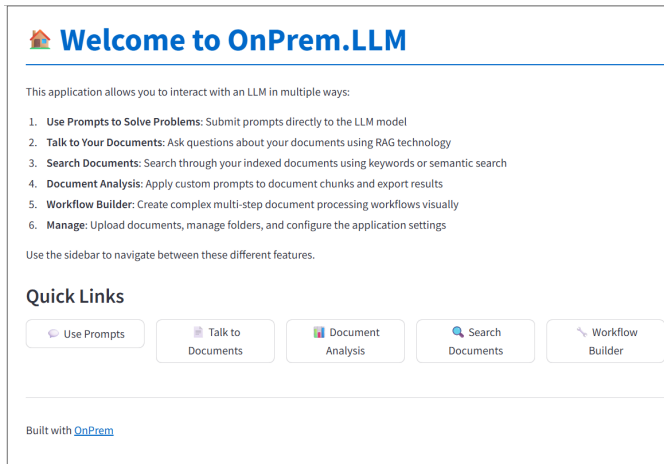 Welcome to OnPrem.LLM
This application allows you to interact with an LLM in multiple ways:
1. Use Prompts to Solve Problems: Submit prompts directly to the LLM model
2. Talk to Your Documents: Ask questions about your documents using RAG technology
3. Search Documents: Search through your indexed documents using keywords or semantic search
4. Document Analysis: Apply custom prompts to document chunks and export results
5. Workflow Builder: Create complex multi-step document processing workflows visually
6. Manage: Upload documents, manage folders, and configure the application settings
Use the sidebar to navigate between these different features.
Quick Links
Use Prompts
Talk to
Documents
Document
Analysis
Search
Documents
Workflow
Builder
Built with OnPrem